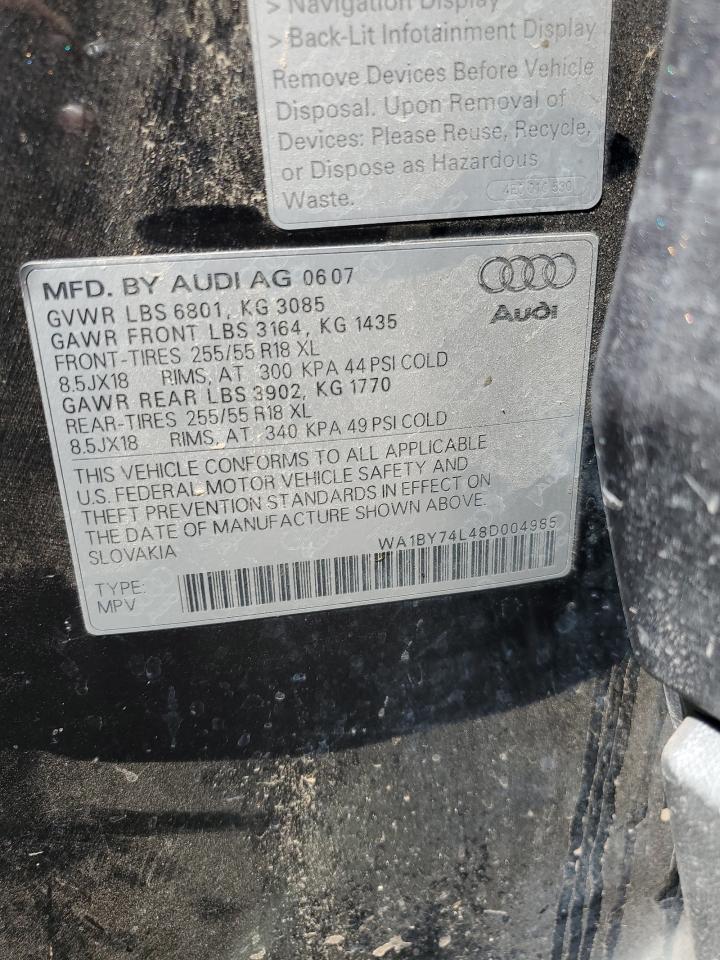 > Navigation Display
> Back-Lit Infotainment Display
Remove Devices Before Vehicle
Disposal. Upon Removal of
Devices: Please Reuse, Recycle,
or Dispose as Hazardous
Waste.
4E0 010 530
MFD. BY AUDI AG 0607
GVWR LBS 6801, KG 3085
GAWR FRONT LBS 3164, KG 1435
FRONT-TIRES 255/55 R18 XL
8.5JX18 RIMS, AT 300 KPA 44 PSI COLD
GAWR REAR LBS 3902, KG 1770
REAR-TIRES 255/55 R18 XL
8.5JX18 RIMS, AT 340 KPA 49 PSI COLD
Audi
THIS VEHICLE CONFORMS TO ALL APPLICABLE
U.S. FEDERAL MOTOR VEHICLE SAFETY AND
THEFT PREVENTION STANDARDS IN EFFECT ON
THE DATE OF MANUFACTURE SHOWN ABOVE.
SLOVAKIA
WA1BY74L48D004985
TYPE:
MPV